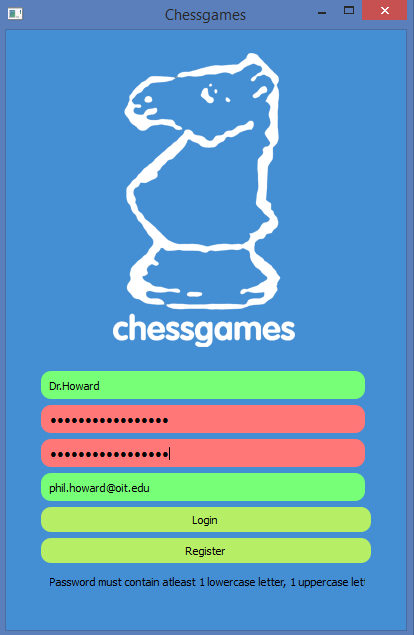 Chessgames
chessgames
Dr.Howard
●●●●●●●●●●●●●●●●●
●●●●●●●●●●●●●●●●●
phil.howard@oit.edu
Login
Register
Password must contain atleast 1 lowercase letter, 1 uppercase lett